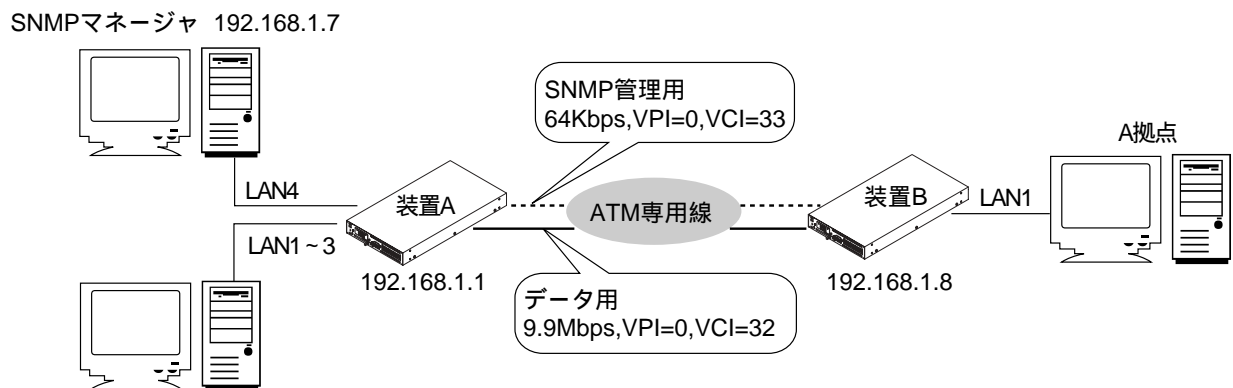 SNMPマネージャ 192.168.1.7
SNMP管理用
64Kbps,VPI=0,VCI=33
A拠点
LAN4
装置A
ATM専用線
装置B
LAN1
LAN1~3
192.168.1.1
192.168.1.8
データ用
9.9Mbps,VPI=0,VCI=32